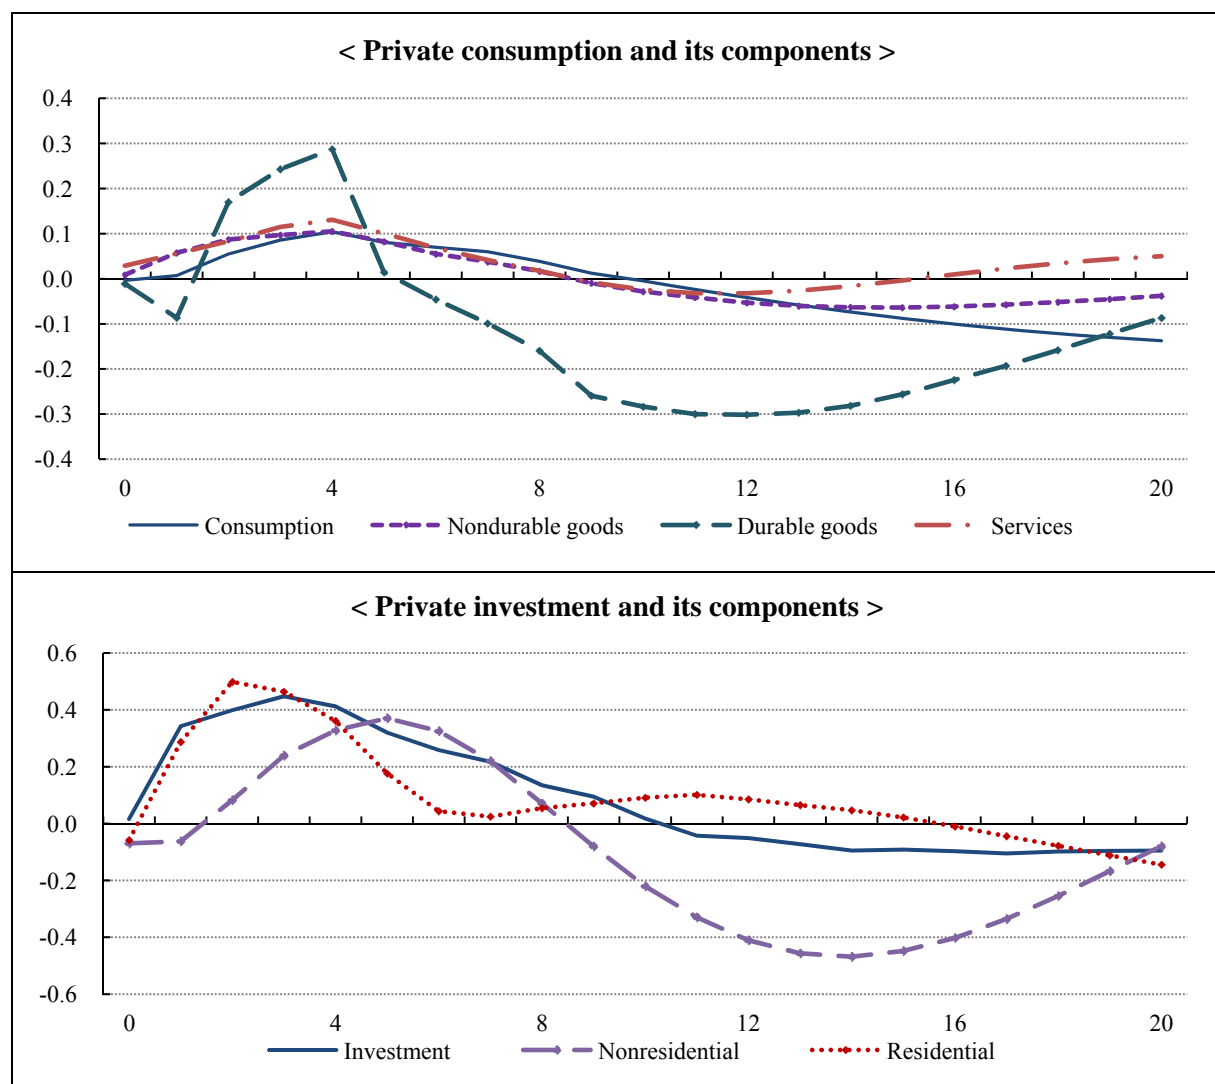 < Private consumption and its components >
0.4
0.3
0.2
0.1
0.0
-0.1
-0.2
-0.3
-0.4
0 4 8 12 16 20
Consumption Nondurable goods Durable goods Services
< Private investment and its components >
0.6
0.4
0.2
0.0
-0.2
-0.4
-0.6
0 4 8 12 16 20
Investment Nonresidential Residential